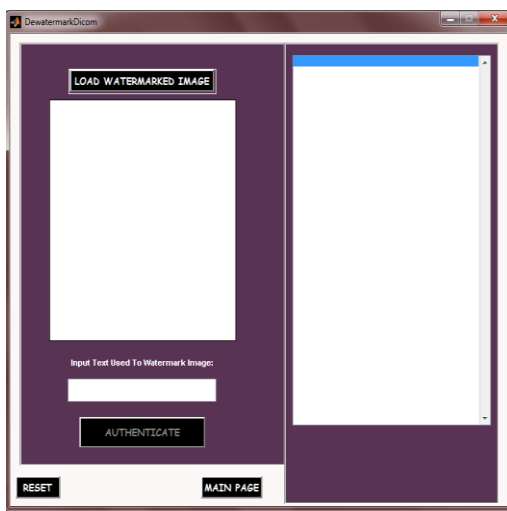 DewatermarkDicom
LOAD WATERMARKED IMAGE
Input Text Used To Watermark Image:
AUTHENTICATE
RESET
MAIN PAGE